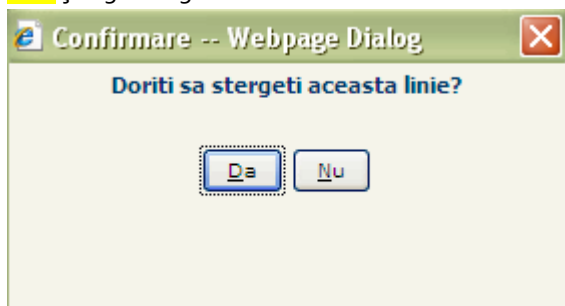 Confirmare -- Webpage Dialog
Doriti sa stergeti aceasta linie?
Da Nu